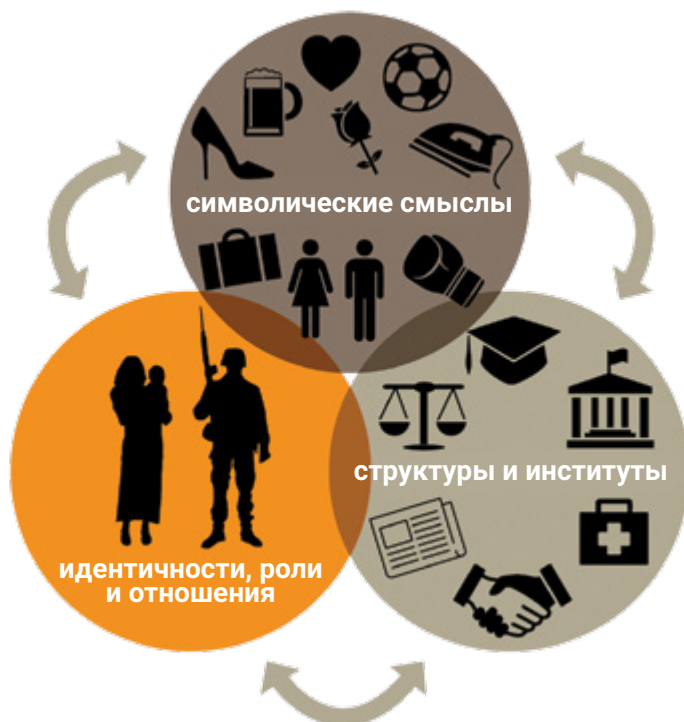 символические смыслы
структуры и институты
идентичности, роли
и отношения